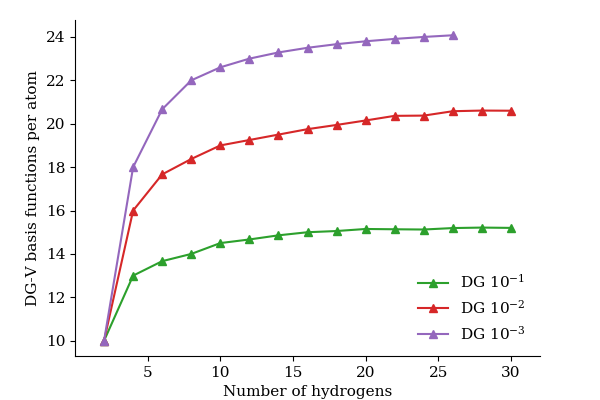 24
22
20
18
16
14
12
10
DG-V basis functions per atom
5 10 15 20 25 30
Number of hydrogens
DG 10⁻¹
DG 10⁻²
DG 10⁻³